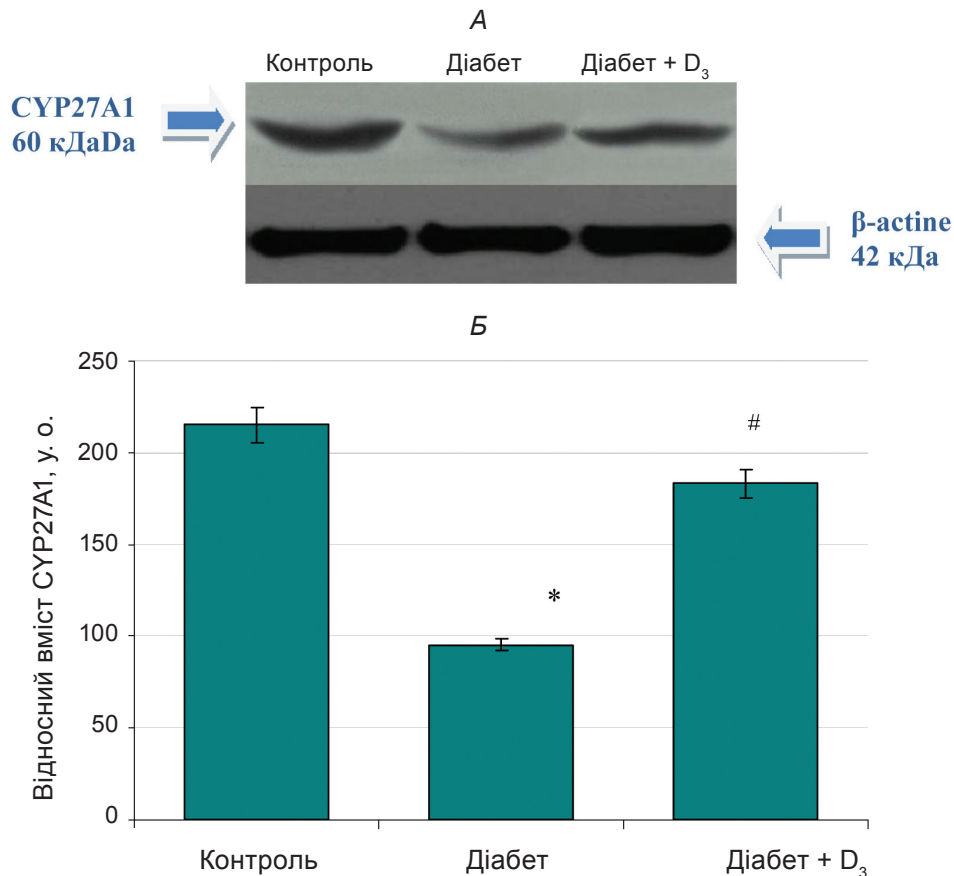 А
Контроль Діабет Діабет + D₃
CYP27A1
60 кДаDa
β-actine
42 кДа
Б
Відносний вміст CYP27A1, у. о.
250
200
150
100
50
0
#
*
Контроль Діабет Діабет + D₃